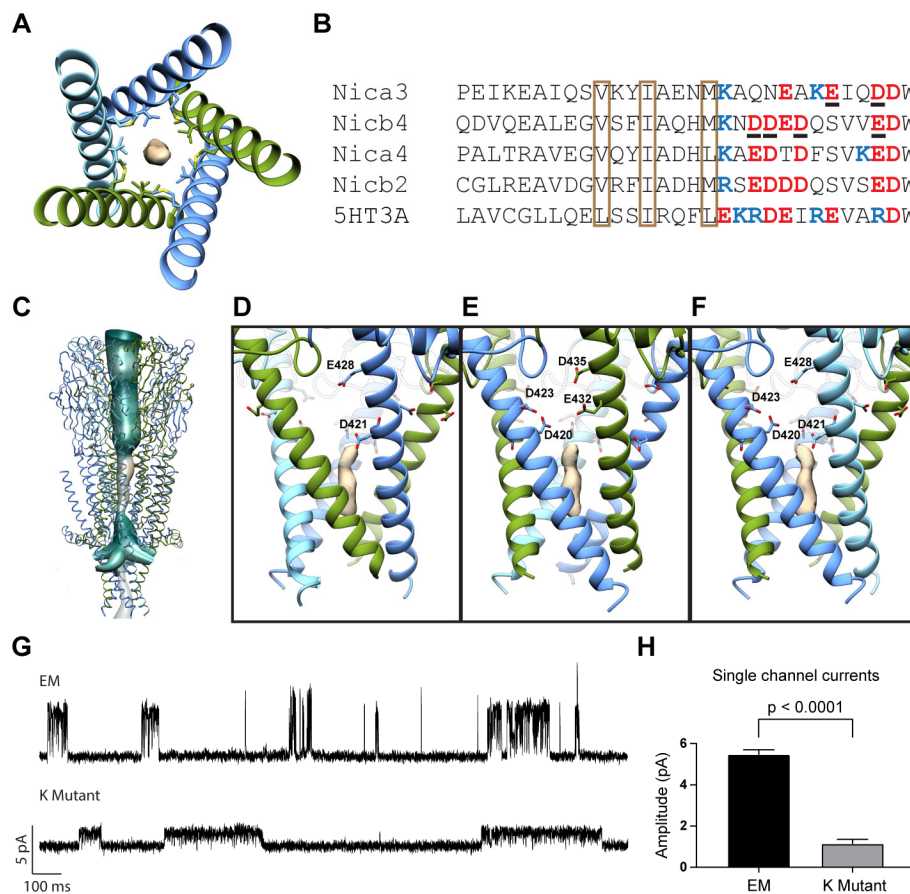 A
B
Nica3 PEIKEAIQSVKYIAENMKAQNEAKEIQDDW
Nicb4 QDVQEALEGVSFIAQHMKNDDEDQSVVEDW
Nica4 PALTRAVEGVQYIADHLKAEDTDFSVKEDW
Nicb2 CGLREAVDGVRFIADHMRSEDDDQSVSEDW
5HT3A LAVCGLLQELSSIRQFLEKRDEIREVARDW
C
D
E
F
E428
D421
D435
D423
E432
D420
E428
D423
D421
D420
G
EM
K Mutant
5 pA
100 ms
H
Single channel currents
p < 0.0001
Amplitude (pA)
6
4
2
0
EM
K Mutant